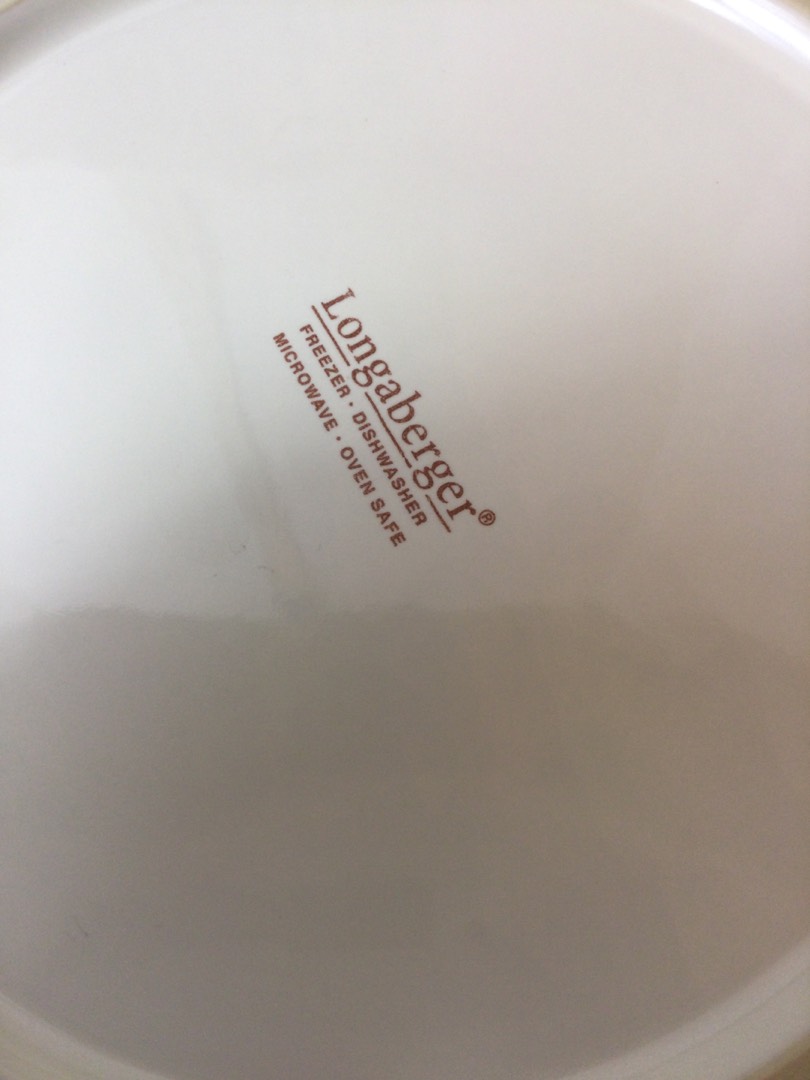 Longaberger®
FREEZER · DISHWASHER
MICROWAVE · OVEN SAFE